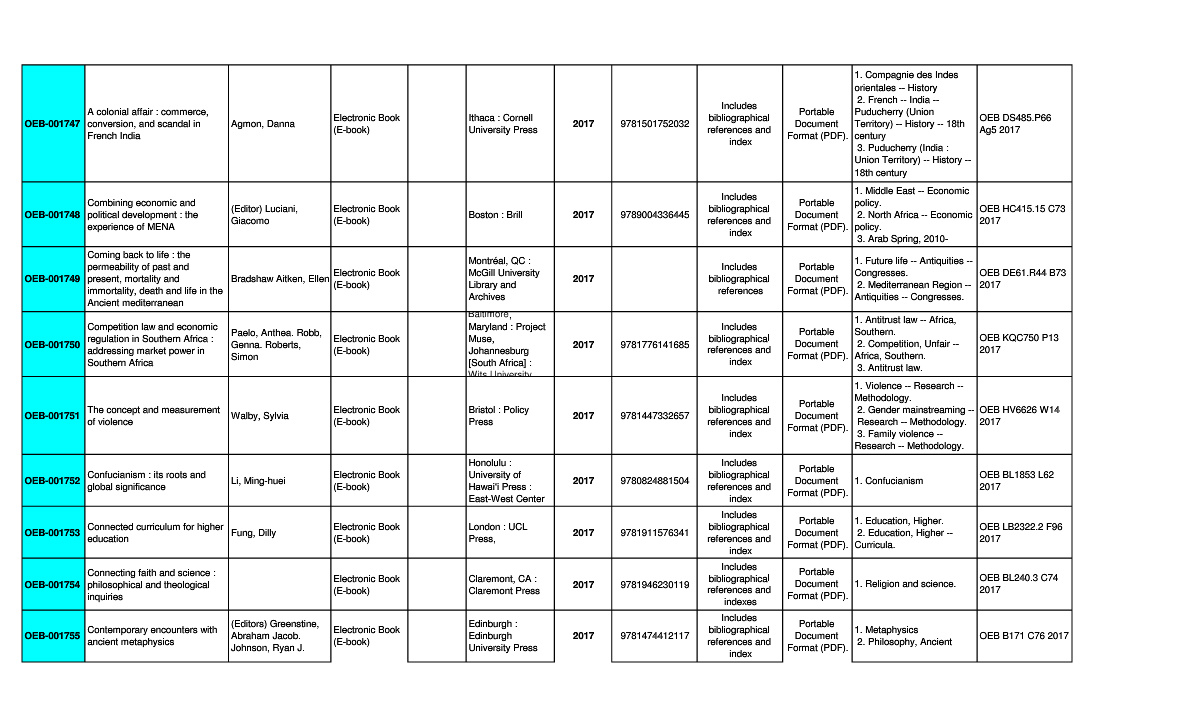 OEB-001747
A colonial affair : commerce,
conversion, and scandal in
French India
Agmon, Danna
Electronic Book
(E-book)
Ithaca : Cornell
University Press
2017
9781501752032
Includes
bibliographical
references and
index
Portable
Document
Format (PDF).
1. Compagnie des Indes
orientales -- History
2. French -- India --
Puducherry (Union
Territory) -- History -- 18th
century
3. Puducherry (India :
Union Territory) -- History --
18th century
OEB DS485.P66
Ag5 2017
OEB-001748
Combining economic and
political development : the
experience of MENA
(Editor) Luciani,
Giacomo
Electronic Book
(E-book)
Boston : Brill
2017
9789004336445
Includes
bibliographical
references and
index
Portable
Document
Format (PDF).
1. Middle East -- Economic
policy.
2. North Africa -- Economic
policy.
3. Arab Spring, 2010-
OEB HC415.15 C73
2017
OEB-001749
Coming back to life : the
permeability of past and
present, mortality and
immortality, death and life in the
Ancient mediterranean
Bradshaw Aitken, Ellen
Electronic Book
(E-book)
Montréal, QC :
McGill University
Library and
Archives
2017
Includes
bibliographical
references
Portable
Document
Format (PDF).
1. Future life -- Antiquities --
Congresses.
2. Mediterranean Region --
Antiquities -- Congresses.
OEB DE61.R44 B73
2017
OEB-001750
Competition law and economic
regulation in Southern Africa :
addressing market power in
Southern Africa
Paelo, Anthea. Robb,
Genna. Roberts,
Simon
Electronic Book
(E-book)
Baltimore,
Maryland : Project
Muse,
Johannesburg
[South Africa] :
Wits University
2017
9781776141685
Includes
bibliographical
references and
index
Portable
Document
Format (PDF).
1. Antitrust law -- Africa,
Southern.
2. Competition, Unfair --
Africa, Southern.
3. Antitrust law.
OEB KQC750 P13
2017
OEB-001751
The concept and measurement
of violence
Walby, Sylvia
Electronic Book
(E-book)
Bristol : Policy
Press
2017
9781447332657
Includes
bibliographical
references and
index
Portable
Document
Format (PDF).
1. Violence -- Research --
Methodology.
2. Gender mainstreaming --
Research -- Methodology.
3. Family violence --
Research -- Methodology.
OEB HV6626 W14
2017
OEB-001752
Confucianism : its roots and
global significance
Li, Ming-huei
Electronic Book
(E-book)
Honolulu :
University of
Hawai'i Press :
East-West Center
2017
9780824881504
Includes
bibliographical
references and
index
Portable
Document
Format (PDF).
1. Confucianism
OEB BL1853 L62
2017
OEB-001753
Connected curriculum for higher
education
Fung, Dilly
Electronic Book
(E-book)
London : UCL
Press,
2017
9781911576341
Includes
bibliographical
references and
index
Portable
Document
Format (PDF).
1. Education, Higher.
2. Education, Higher --
Curricula.
OEB LB2322.2 F96
2017
OEB-001754
Connecting faith and science :
philosophical and theological
inquiries
Electronic Book
(E-book)
Claremont, CA :
Claremont Press
2017
9781946230119
Includes
bibliographical
references and
indexes
Portable
Document
Format (PDF).
1. Religion and science.
OEB BL240.3 C74
2017
OEB-001755
Contemporary encounters with
ancient metaphysics
(Editors) Greenstine,
Abraham Jacob.
Johnson, Ryan J.
Electronic Book
(E-book)
Edinburgh :
Edinburgh
University Press
2017
9781474412117
Includes
bibliographical
references and
index
Portable
Document
Format (PDF).
1. Metaphysics
2. Philosophy, Ancient
OEB B171 C76 2017